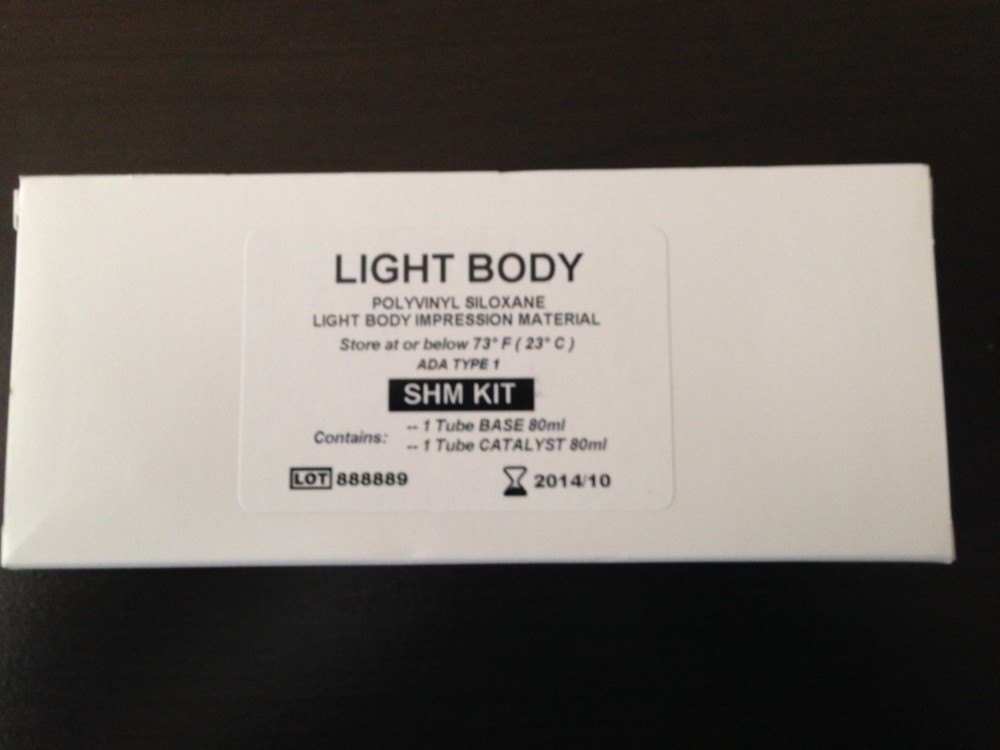 LIGHT BODY
POLYVINYL SILOXANE
LIGHT BODY IMPRESSION MATERIAL
Store at or below 73° F ( 23° C )
ADA TYPE 1
SHM KIT
Contains:
-- 1 Tube BASE 80ml
-- 1 Tube CATALYST 80ml
LOT 888889
2014/10